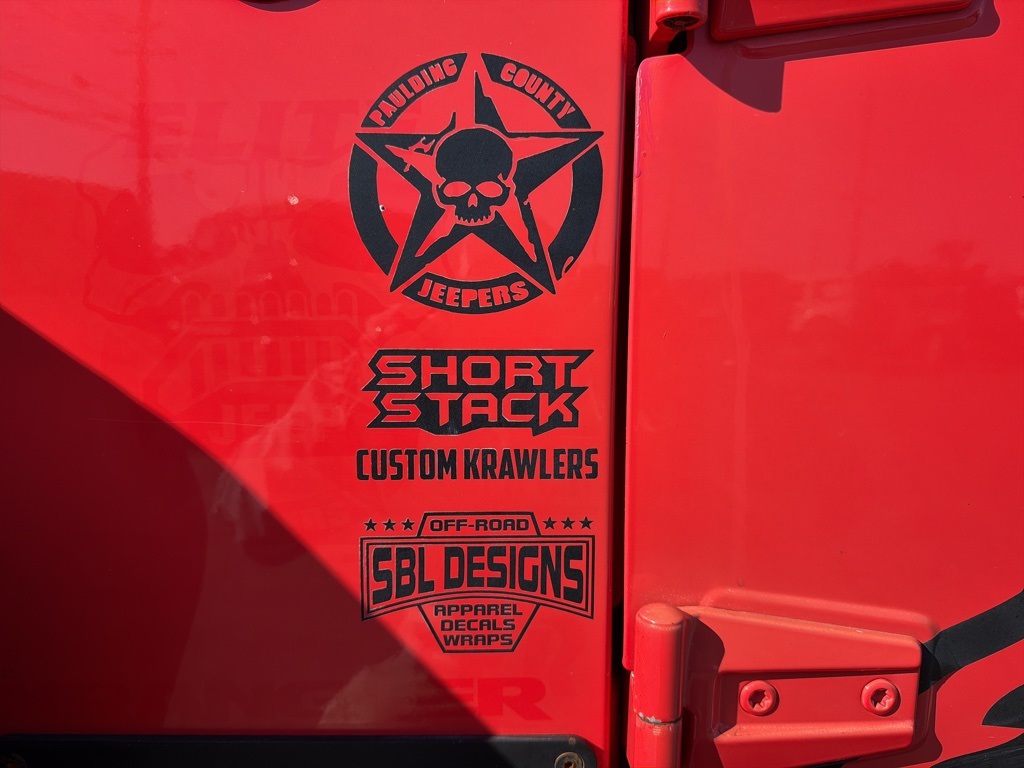 PAULDING COUNTY
JEEPERS
SHORT
STACK
CUSTOM KRAWLERS
OFF-ROAD
SBL DESIGNS
APPAREL
DECALS
WRAPS